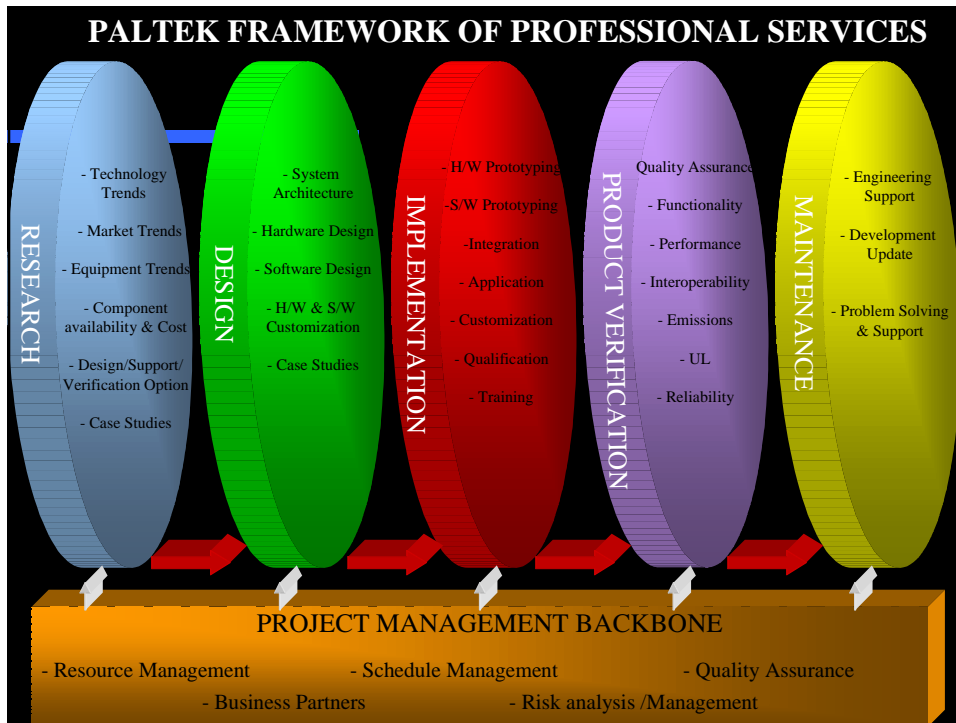 PALTEK FRAMEWORK OF PROFESSIONAL SERVICES
RESEARCH
- Technology
Trends
- Market Trends
- Equipment Trends
- Component
availability & Cost
- Design/Support/
Verification Option
- Case Studies
DESIGN
- System
Architecture
- Hardware Design
- Software Design
- H/W & S/W
Customization
- Case Studies
IMPLEMENTATION
- H/W Prototyping
-S/W Prototyping
-Integration
- Application
- Customization
- Qualification
- Training
PRODUCT VERIFICATION
Quality Assurance
- Functionality
- Performance
- Interoperability
- Emissions
- UL
- Reliability
MAINTENANCE
- Engineering
Support
- Development
Update
- Problem Solving
& Support
PROJECT MANAGEMENT BACKBONE
- Resource Management
- Schedule Management
- Quality Assurance
- Business Partners
- Risk analysis /Management